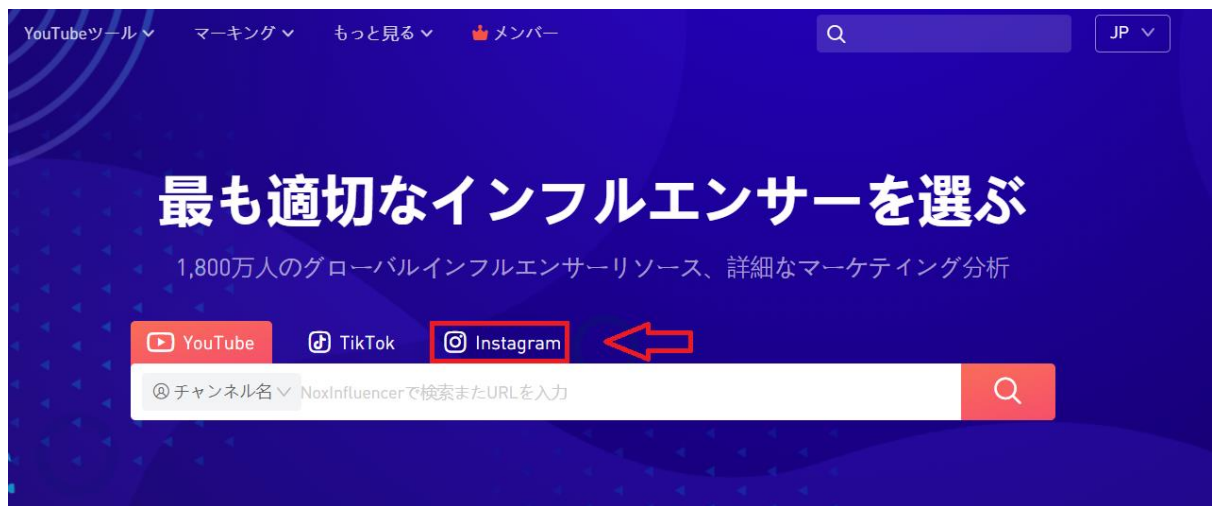 YouTubeツール マーキング もっと見る メンバー JP
最も適切なインフルエンサーを選ぶ
1,800万人のグローバルインフルエンサーリソース、詳細なマーケティング分析
YouTube TikTok Instagram
チャンネル名 NoxInfluencerで検索またURLを入力